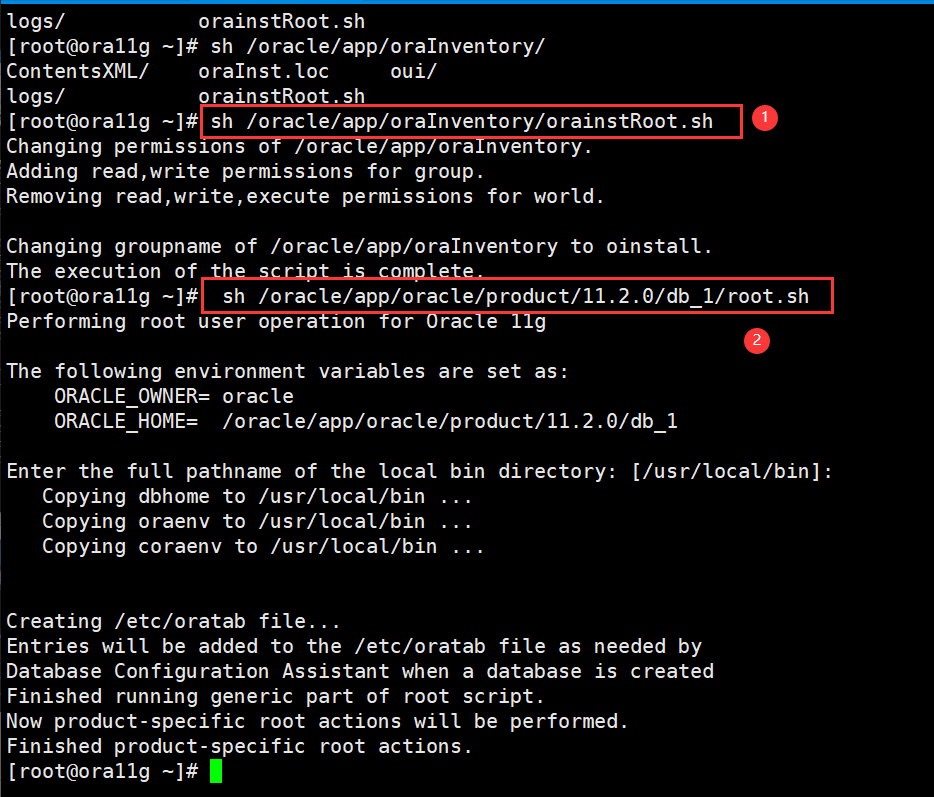 logs/           orainstRoot.sh
[root@ora11g ~]# sh /oracle/app/oraInventory/
ContentsXML/    oraInst.loc     oui/
logs/           orainstRoot.sh
[root@ora11g ~]# sh /oracle/app/oraInventory/orainstRoot.sh 1
Changing permissions of /oracle/app/oraInventory.
Adding read,write permissions for group.
Removing read,write,execute permissions for world.

Changing groupname of /oracle/app/oraInventory to oinstall.
The execution of the script is complete.
[root@ora11g ~]#  sh /oracle/app/oracle/product/11.2.0/db_1/root.sh
Performing root user operation for Oracle 11g
2
The following environment variables are set as:
    ORACLE_OWNER= oracle
    ORACLE_HOME=  /oracle/app/oracle/product/11.2.0/db_1

Enter the full pathname of the local bin directory: [/usr/local/bin]:
   Copying dbhome to /usr/local/bin ...
   Copying oraenv to /usr/local/bin ...
   Copying coraenv to /usr/local/bin ...

Creating /etc/oratab file...
Entries will be added to the /etc/oratab file as needed by
Database Configuration Assistant when a database is created
Finished running generic part of root script.
Now product-specific root actions will be performed.
Finished product-specific root actions.
[root@ora11g ~]#